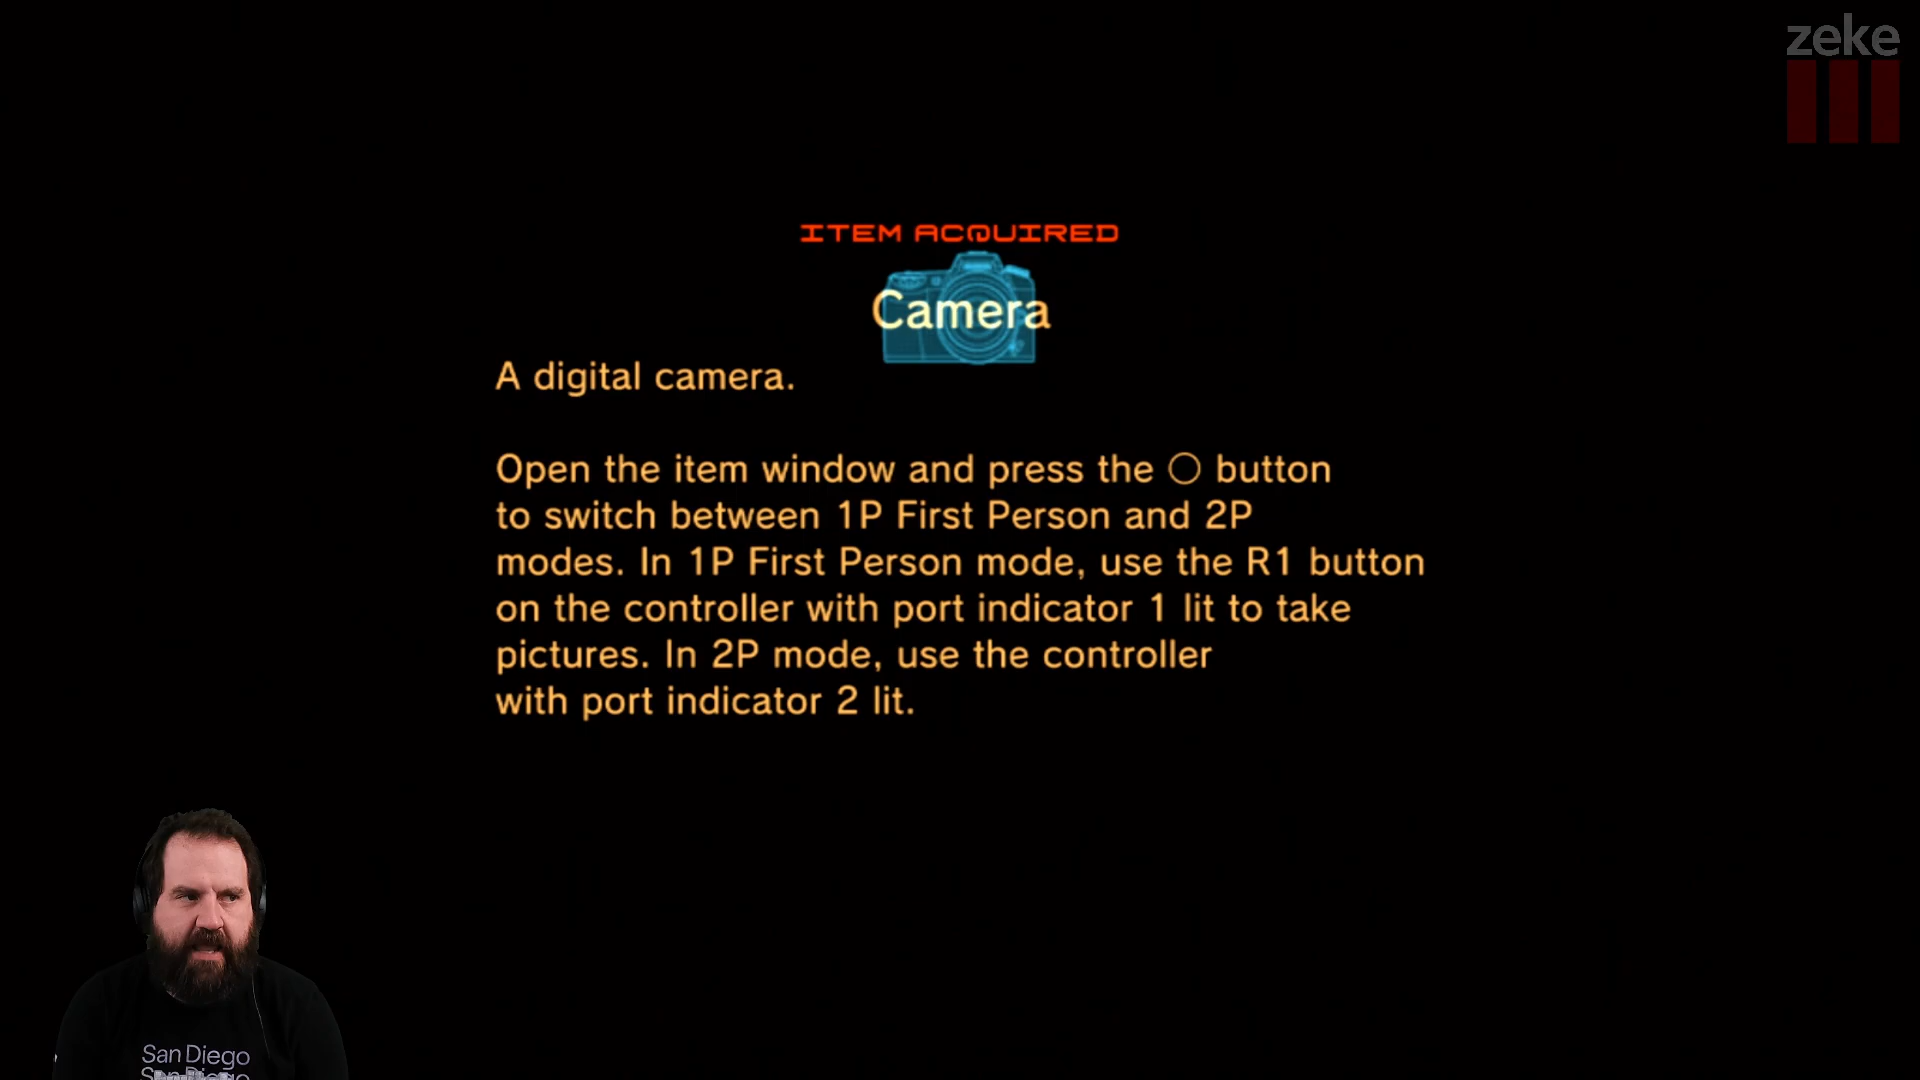 zeke
ITEM ACQUIRED
Camera
A digital camera.
Open the item window and press the ○ button
to switch between 1P First Person and 2P
modes. In 1P First Person mode, use the R1 button
on the controller with port indicator 1 lit to take
pictures. In 2P mode, use the controller
with port indicator 2 lit.
San Diego
San Diego